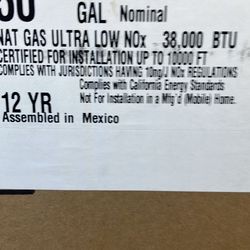 50 GAL Nominal
NAT GAS ULTRA LOW NOx - 38,000 BTU
CERTIFIED FOR INSTALLATION UP TO 10000 FT
COMPLIES WITH JURISDICTIONS HAVING 10ng/J NOx REGULATIONS
Complies with California Energy Standards
Not For Installation in a Mfg'd (Mobile) Home.
12 YR
Assembled in Mexico